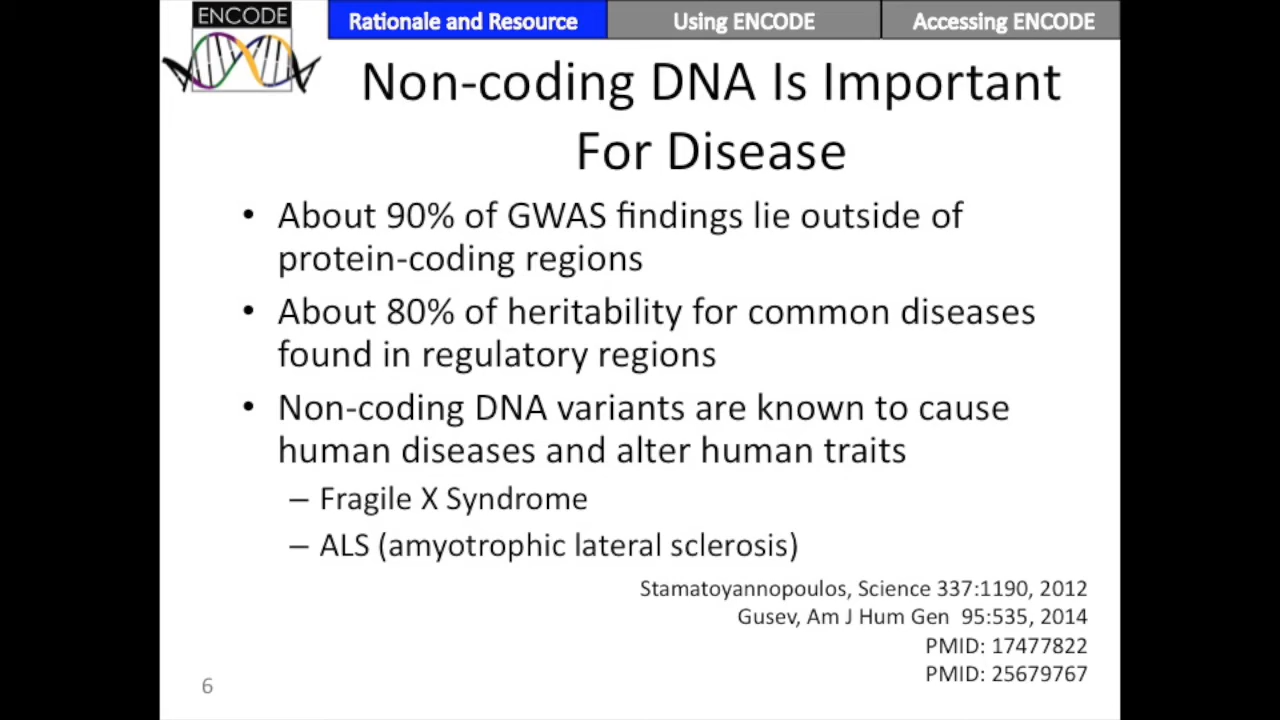 ENCODE
Rationale and Resource
Using ENCODE
Accessing ENCODE
Non-coding DNA Is Important
For Disease
• About 90% of GWAS findings lie outside of
protein-coding regions
• About 80% of heritability for common diseases
found in regulatory regions
• Non-coding DNA variants are known to cause
human diseases and alter human traits
– Fragile X Syndrome
– ALS (amyotrophic lateral sclerosis)
Stamatoyannopoulos, Science 337:1190, 2012
Gusev, Am J Hum Gen 95:535, 2014
PMID: 17477822
PMID: 25679767
6